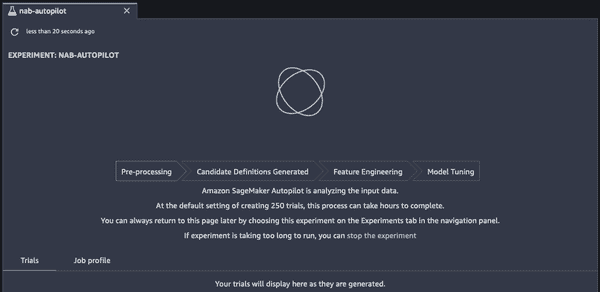 nab-autopilot
less than 20 seconds ago
EXPERIMENT: NAB-AUTOPILOT
Pre-processing
Candidate Definitions Generated
Feature Engineering
Model Tuning
Amazon SageMaker Autopilot is analyzing the input data.
At the default setting of creating 250 trials, this process can take hours to complete.
You can always return to this page later by choosing this experiment on the Experiments tab in the navigation panel.
If experiment is taking too long to run, you can stop the experiment
Trials
Job profile
Your trials will display here as they are generated.